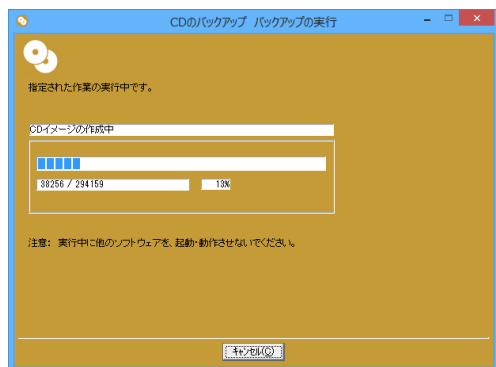 CDのバックアップ バックアップの実行
指定された作業の実行中です。
CDイメージの作成中
38256 / 294159 13%
注意: 実行中に他のソフトウェアを、起動・動作させないでください。
キャンセル(C)